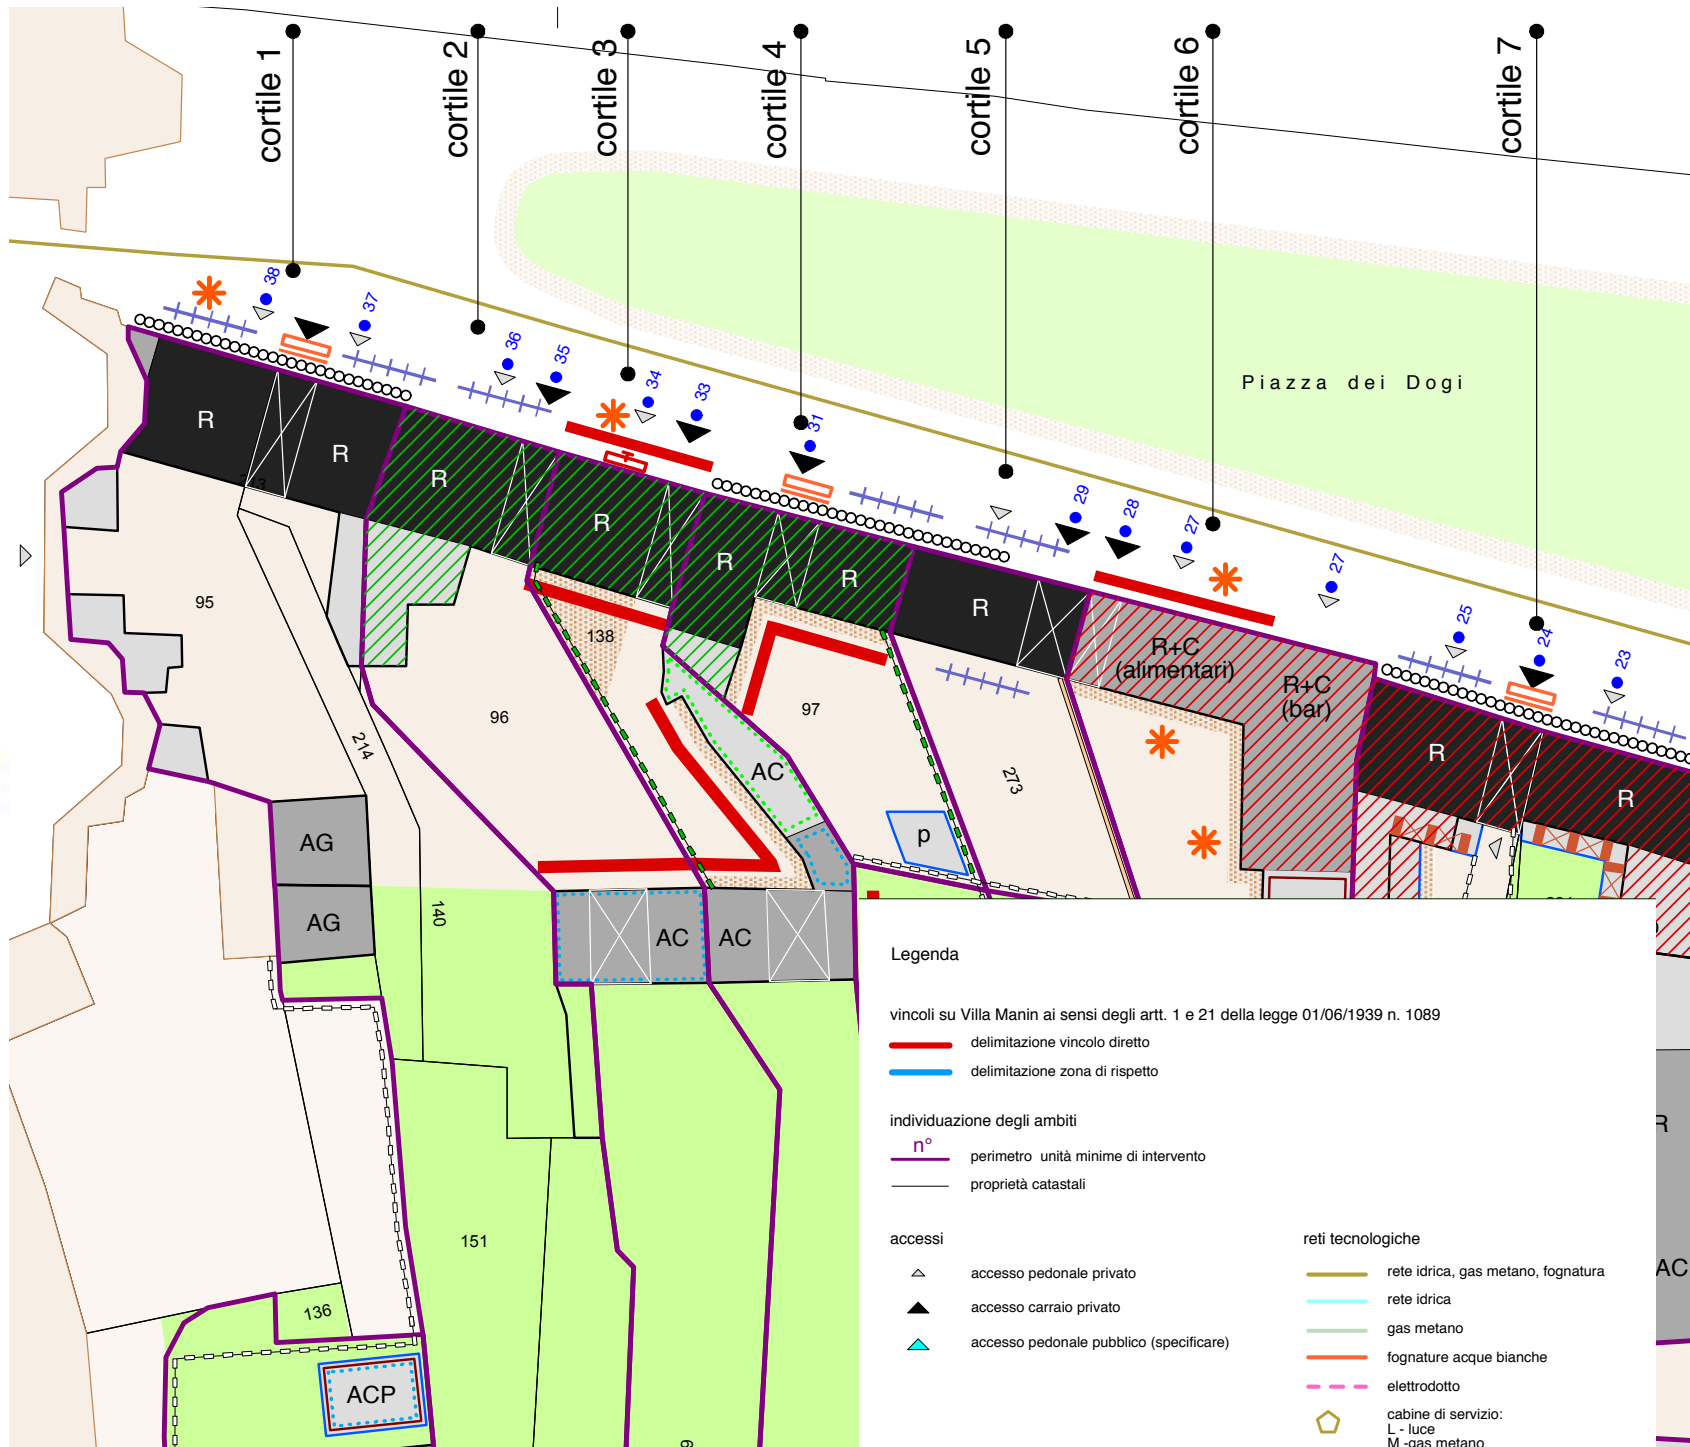 cortile 1
cortile 2
cortile 3
cortile 4
cortile 5
cortile 6
cortile 7
Piazza dei Dogi
38
37
36
35
34
33
31
29
28
27
27
25
24
23
R
R
R
R
R
R
R
R+C
(alimentari)
R+C
(bar)
R
R
213
95
214
96
138
97
273
AC
p
AG
AG
140
AC
AC
151
136
ACP
R
AC
Legenda
vincoli su Villa Manin ai sensi degli artt. 1 e 21 della legge 01/06/1939 n. 1089
delimitazione vincolo diretto
delimitazione zona di rispetto
individuazione degli ambiti
n°
perimetro unità minime di intervento
proprietà catastali
accessi
accesso pedonale privato
accesso carraio privato
accesso pedonale pubblico (specificare)
reti tecnologiche
rete idrica, gas metano, fognatura
rete idrica
gas metano
fognature acque bianche
elettrodotto
cabine di servizio:
L - luce
M -gas metano